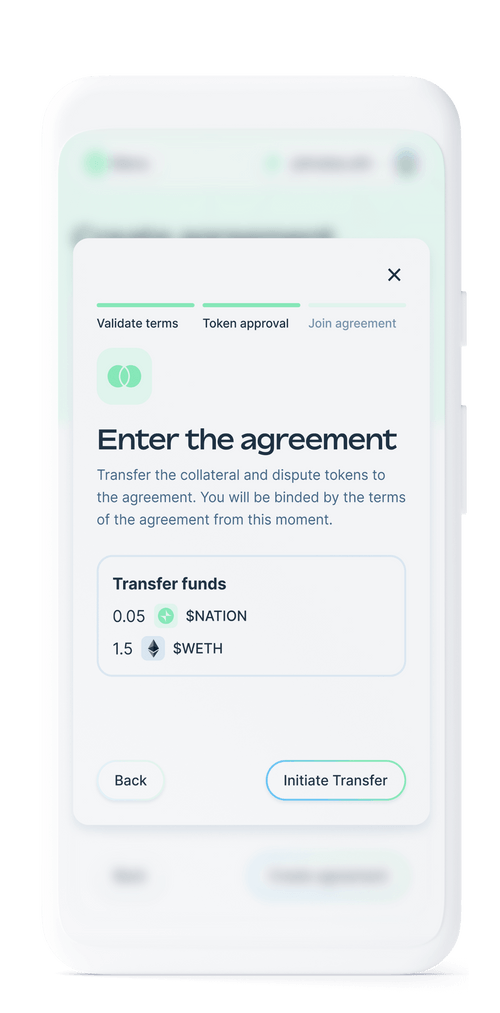 Validate terms
Token approval
Join agreement
Enter the agreement
Transfer the collateral and dispute tokens to
the agreement. You will be binded by the terms
of the agreement from this moment.
Transfer funds
0.05 $NATION
1.5 $WETH
Back
Initiate Transfer